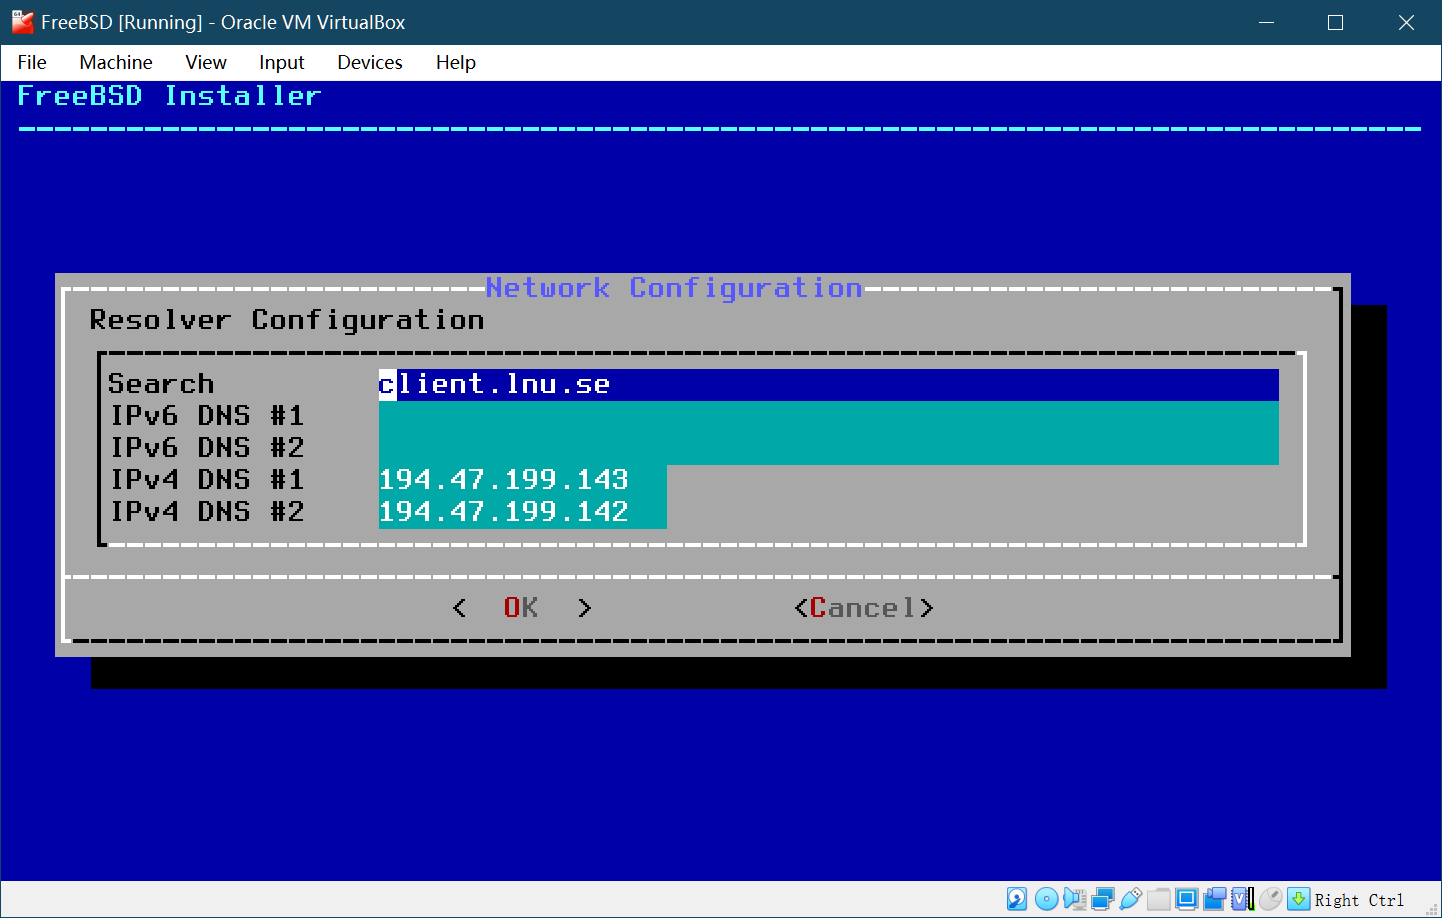 FreeBSD [Running] - Oracle VM VirtualBox
File Machine View Input Devices Help
FreeBSD Installer
Network Configuration
Resolver Configuration
Search client.lnu.se
IPv6 DNS #1
IPv6 DNS #2
IPv4 DNS #1 194.47.199.143
IPv4 DNS #2 194.47.199.142
< OK > <Cancel>
Right Ctrl